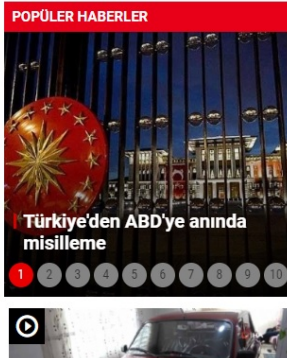 POPÜLER HABERLER
Türkiye'den ABD'ye anında
misilleme
1 2 3 4 5 6 7 8 9 10